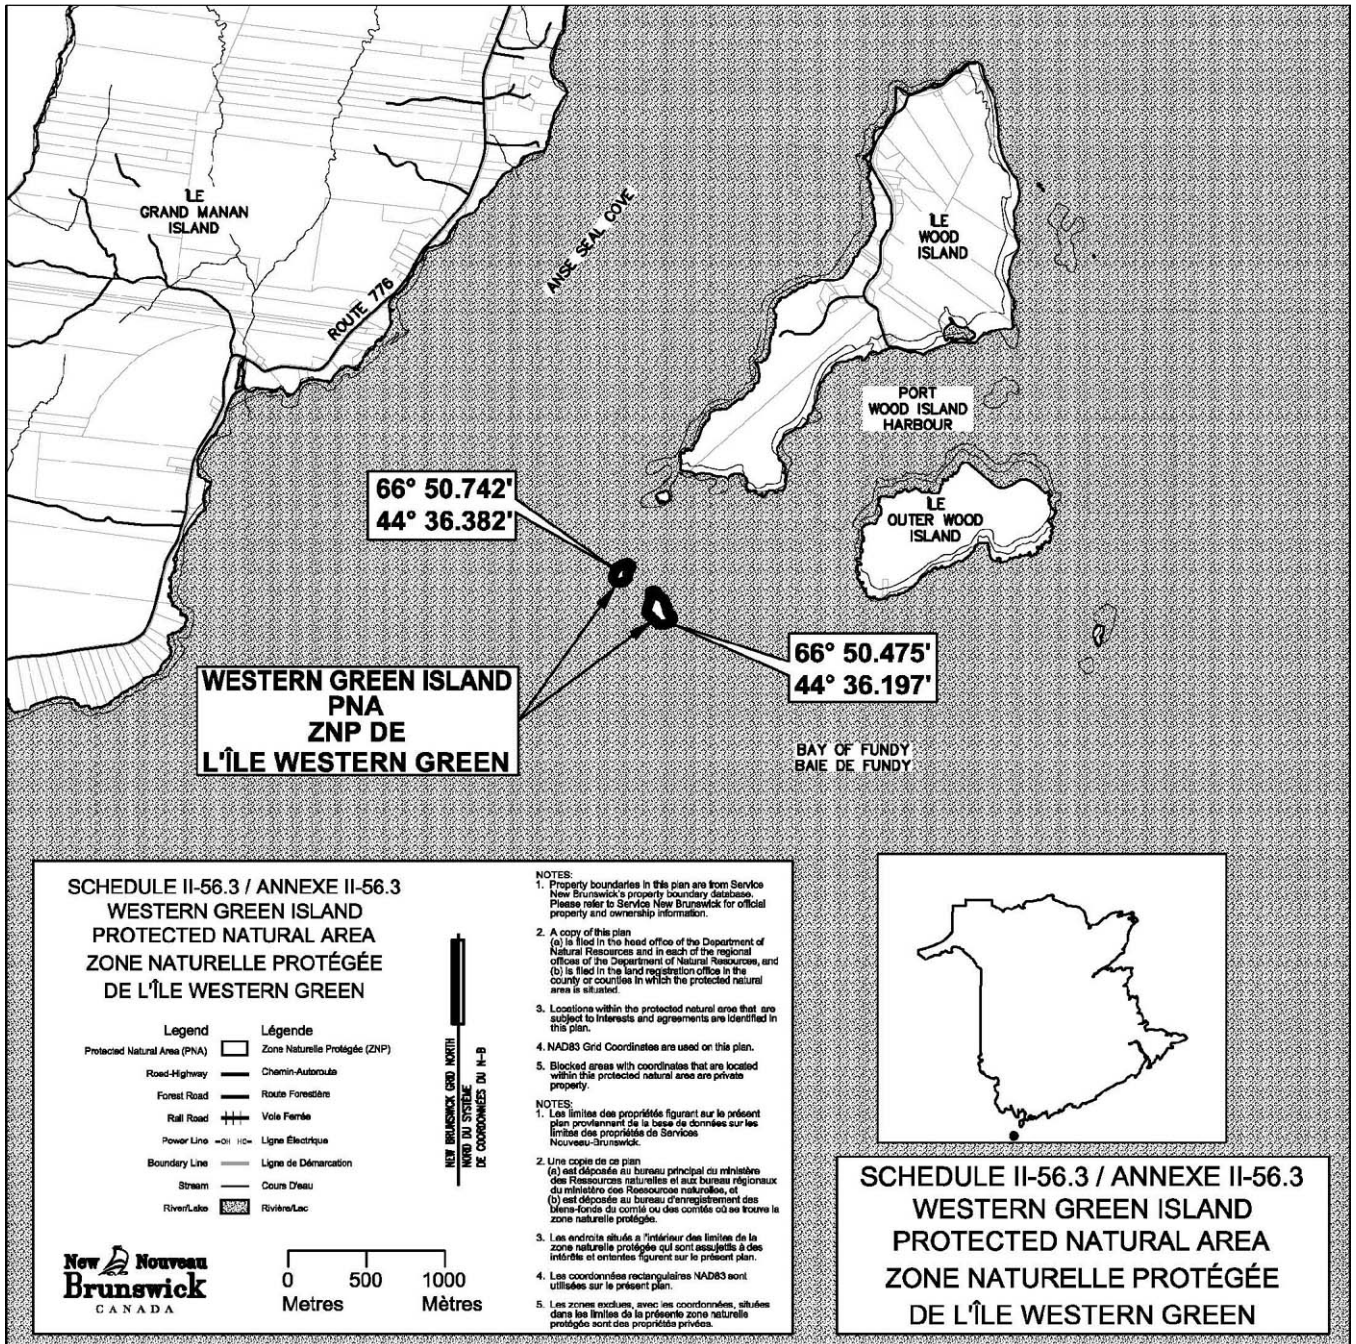 ÎLE
GRAND MANAN
ISLAND
ROUTE 776
ANSE SEAL COVE
ÎLE
WOOD
ISLAND
PORT
WOOD ISLAND
HARBOUR
ÎLE
OUTER WOOD
ISLAND
66° 50.742'
44° 36.382'
66° 50.475'
44° 36.197'
WESTERN GREEN ISLAND
PNA
ZNP DE
L'ÎLE WESTERN GREEN
BAY OF FUNDY
BAIE DE FUNDY
SCHEDULE II-56.3 / ANNEXE II-56.3
WESTERN GREEN ISLAND
PROTECTED NATURAL AREA
ZONE NATURELLE PROTÉGÉE
DE L'ÎLE WESTERN GREEN
Legend Légende
Protected Natural Area (PNA) Zone Naturelle Protégée (ZNP)
Road-Highway Chemin-Autoroute
Forest Road Route Forestière
Rail Road Voie Ferrée
Power Line OH HO Ligne Électrique
Boundary Line Ligne de Démarcation
Stream Cours D'eau
River/Lake Rivière/Lac
NEW BRUNSWICK GRID NORTH
NORD DU SYSTÈME
DE COORDONNÉES DU N-B
New Nouveau
Brunswick
CANADA
0 500 1000
Metres Mètres
NOTES:
1. Property boundaries in this plan are from Service
New Brunswick's property boundary database.
Please refer to Service New Brunswick for official
property and ownership information.
2. A copy of this plan
(a) is filed in the head office of the Department of
Natural Resources and in each of the regional
offices of the Department of Natural Resources, and
(b) is filed in the land registration office in the
county or counties in which the protected natural
area is situated.
3. Locations within the protected natural area that are
subject to interests and agreements are identified in
this plan.
4. NAD83 Grid Coordinates are used on this plan.
5. Blocked areas with coordinates that are located
within this protected natural area are private
property.
NOTES:
1. Les limites des propriétés figurant sur le présent
plan proviennent de la base de données sur les
limites des propriétés de Services
Nouveau-Brunswick.
2. Une copie de ce plan
(a) est déposée au bureau principal du ministère
des Ressources naturelles et aux bureau régionaux
du ministère des Ressources naturelles, et
(b) est déposée au bureau d'enregistrement des
biens-fonds du comté ou des comtés où se trouve la
zone naturelle protégée.
3. Les endroits situés a l'intérieur des limites de la
zone naturelle protégée qui sont assujettis à des
intérêts et ententes figurent sur le présent plan.
4. Les coordonnées rectangulaires NAD83 sont
utilisées sur le présent plan.
5. Les zones exclues, avec les coordonnées, situées
dans les limites de la présente zone naturelle
protégée sont des propriétés privées.
SCHEDULE II-56.3 / ANNEXE II-56.3
WESTERN GREEN ISLAND
PROTECTED NATURAL AREA
ZONE NATURELLE PROTÉGÉE
DE L'ÎLE WESTERN GREEN